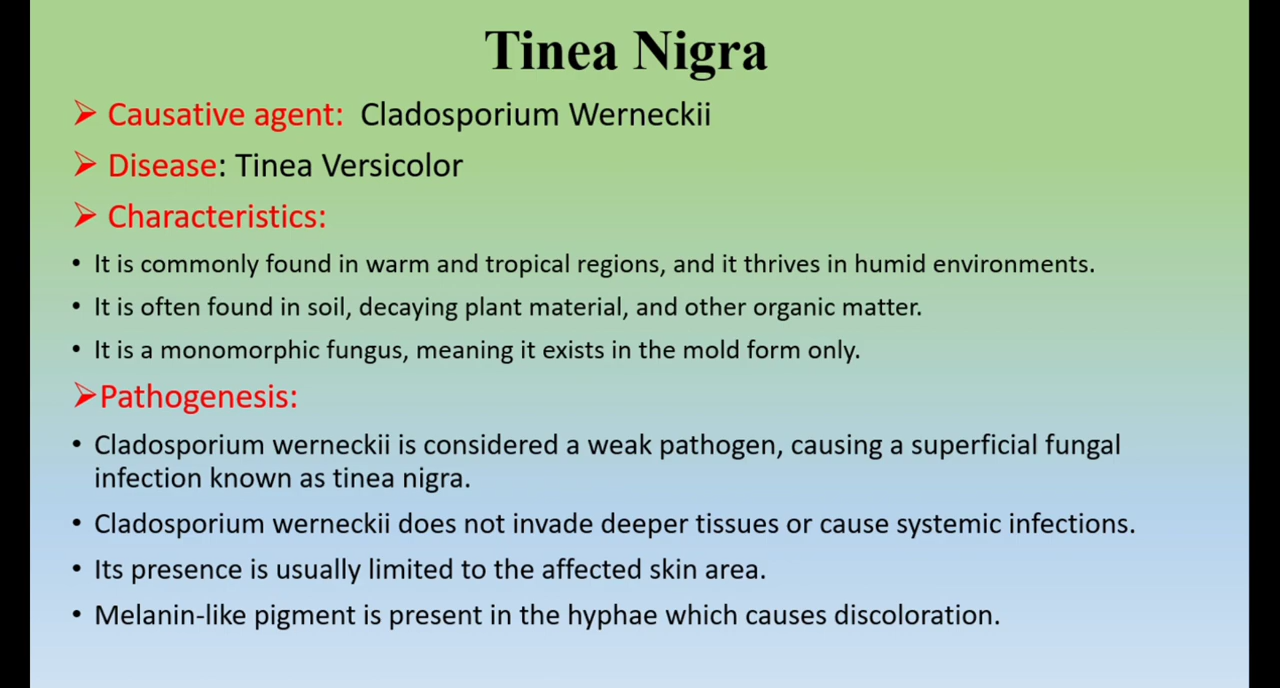 Tinea Nigra
➢ Causative agent: Cladosporium Werneckii
➢ Disease: Tinea Versicolor
➢ Characteristics:
• It is commonly found in warm and tropical regions, and it thrives in humid environments.
• It is often found in soil, decaying plant material, and other organic matter.
• It is a monomorphic fungus, meaning it exists in the mold form only.
➢Pathogenesis:
• Cladosporium werneckii is considered a weak pathogen, causing a superficial fungal
infection known as tinea nigra.
• Cladosporium werneckii does not invade deeper tissues or cause systemic infections.
• Its presence is usually limited to the affected skin area.
• Melanin-like pigment is present in the hyphae which causes discoloration.